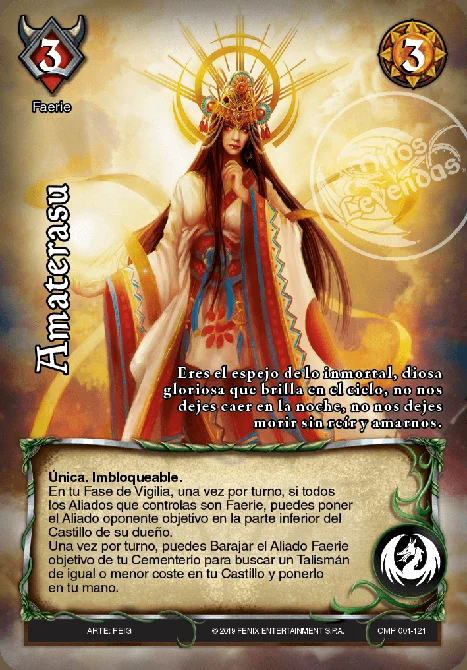 3
3
Faerie
Mitos
Leyendas
Amaterasu
Eres el espejo de lo inmortal, diosa
gloriosa que brilla en el cielo, no nos
dejes caer en la noche, no nos dejes
morir sin reír y amarnos.
Única. Imbloqueable.
En tu Fase de Vigilia, una vez por turno, si todos
los Aliados que controlas son Faerie, puedes poner
el Aliado oponente objetivo en la parte inferior del
Castillo de su dueño.
Una vez por turno, puedes Barajar el Aliado Faerie
objetivo de tu Cementerio para buscar un Talismán
de igual o menor coste en tu Castillo y ponerlo
en tu mano.
ARTE: FEIG
© 2019 FENIX ENTERTAINMENT S.P.A.
CMP 001-121